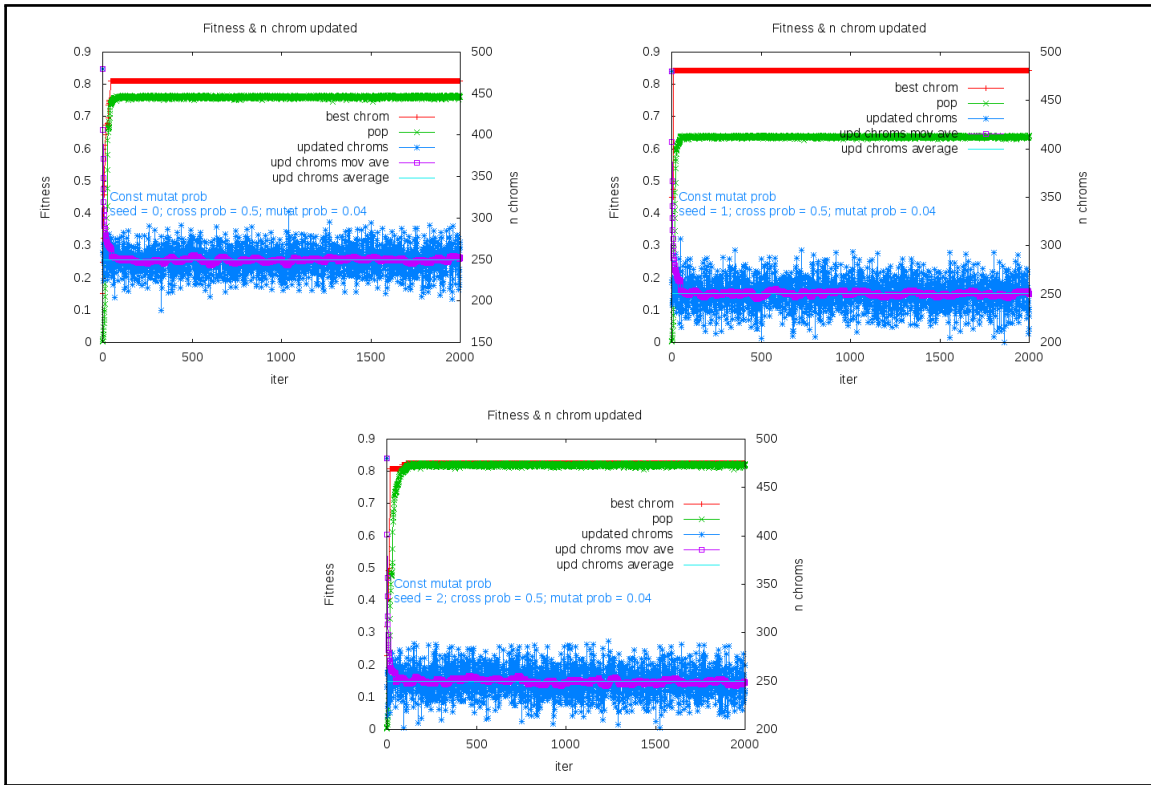 Fitness & n chrom updated
0.9
0.8
0.7
0.6
0.5
0.4
0.3
0.2
0.1
0
500
450
400
350
300
250
200
150
Fitness
n chroms
best chrom
pop
updated chroms
upd chroms mov ave
upd chroms average
Const mutat prob
seed = 0; cross prob = 0.5; mutat prob = 0.04
0 500 1000 1500 2000
iter
Fitness & n chrom updated
0.9
0.8
0.7
0.6
0.5
0.4
0.3
0.2
0.1
0
500
450
400
350
300
250
200
Fitness
n chroms
best chrom
pop
updated chroms
upd chroms mov ave
upd chroms average
Const mutat prob
seed = 1; cross prob = 0.5; mutat prob = 0.04
0 500 1000 1500 2000
iter
Fitness & n chrom updated
0.9
0.8
0.7
0.6
0.5
0.4
0.3
0.2
0.1
0
500
450
400
350
300
250
200
Fitness
n chroms
best chrom
pop
updated chroms
upd chroms mov ave
upd chroms average
Const mutat prob
seed = 2; cross prob = 0.5; mutat prob = 0.04
0 500 1000 1500 2000
iter